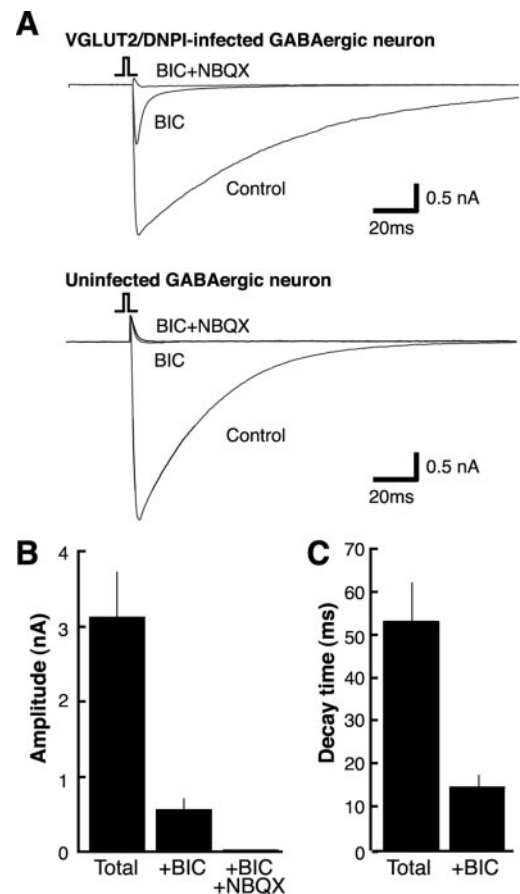 A
VGLUT2/DNPI-infected GABAergic neuron
BIC+NBQX
BIC
Control
0.5 nA
20ms
Uninfected GABAergic neuron
BIC+NBQX
BIC
Control
0.5 nA
20ms
B
Amplitude (nA)
4
3
2
1
0
Total
+BIC
+BIC
+NBQX
C
Decay time (ms)
70
60
50
40
30
20
10
0
Total
+BIC